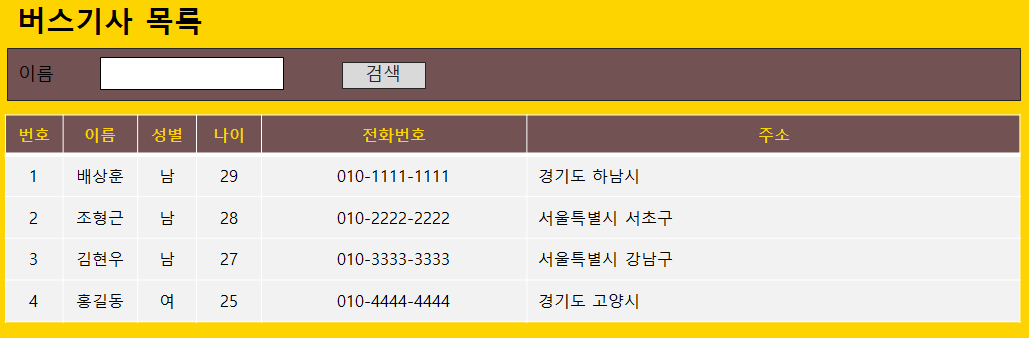 버스기사 목록
이름 검색
번호 이름 성별 나이 전화번호 주소
1 배상훈 남 29 010-1111-1111 경기도 하남시
2 조형근 남 28 010-2222-2222 서울특별시 서초구
3 김현우 남 27 010-3333-3333 서울특별시 강남구
4 홍길동 여 25 010-4444-4444 경기도 고양시